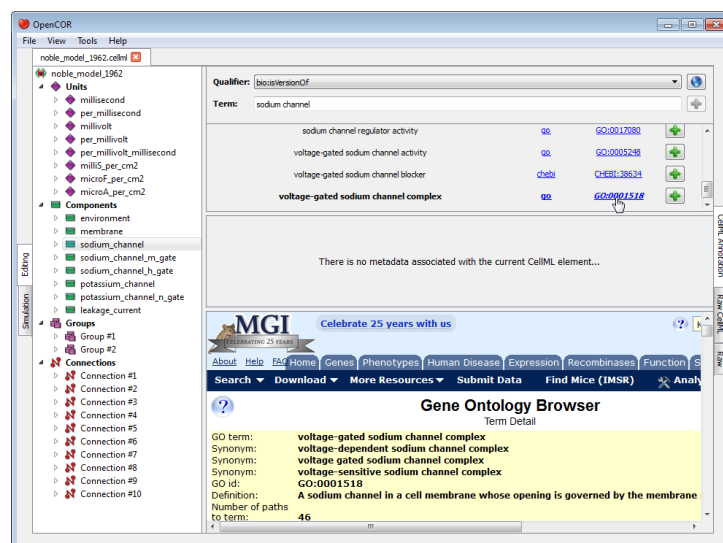 OpenCOR
File View Tools Help
noble_model_1962.cellml
noble_model_1962
Units
millisecond
per_millisecond
millivolt
per_millivolt
per_millivolt_millisecond
milliS_per_cm2
microF_per_cm2
microA_per_cm2
Components
environment
membrane
sodium_channel
sodium_channel_m_gate
sodium_channel_h_gate
potassium_channel
potassium_channel_n_gate
leakage_current
Groups
Group #1
Group #2
Connections
Connection #1
Connection #2
Connection #3
Connection #4
Connection #5
Connection #6
Connection #7
Connection #8
Connection #9
Connection #10
Editing
Simulation
Qualifier: bio:isVersionOf
Term: sodium channel
sodium channel regulator activity go GO:0017080
voltage-gated sodium channel activity go GO:0005248
voltage-gated sodium channel blocker chebi CHEBI:38634
voltage-gated sodium channel complex go GO:0001518
There is no metadata associated with the current CellML element...
CellML Annotation
Raw CellML
Raw
MGI
CELEBRATING 25 YEARS
Celebrate 25 years with us
? K
About Help FAQ Home Genes Phenotypes Human Disease Expression Recombinases Function S
Search Download More Resources Submit Data Find Mice (IMSR) Analy
? Gene Ontology Browser
Term Detail
GO term: voltage-gated sodium channel complex
Synonym: voltage-dependent sodium channel complex
Synonym: voltage gated sodium channel complex
Synonym: voltage-sensitive sodium channel complex
GO id: GO:0001518
Definition: A sodium channel in a cell membrane whose opening is governed by the membrane
Number of paths
to term: 46